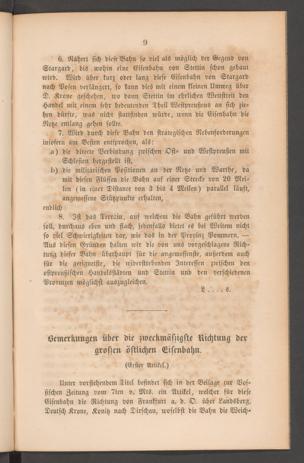 9
6. Nähert sich diese Bahn so viel als möglich der Gegend von
Stargard, bis wohin eine Eisenbahn von Stettin schon gebaut
wird. Wird über kurz oder lang diese Eisenbahn von Stargard
nach Posen verlängert, so kann dies mit einem kleinen Umweg über
D. Krone geschehen, wo dann Stettin im ehrlichen Wettstreit den
Handel mit einem sehr bedeutenden Theil Westpreussens an sich zie-
hen dürfte, was nicht stattfinden würde, wenn die Eisenbahn die
Netze entlang gehen sollte.
7. Wird durch diese Bahn den strategischen Nebenforderungen
insofern am Besten entsprochen, als:
a) die directe Verbindung zwischen Ost- und Westpreußen mit
Schlesien hergestellt ist,
b) die militairischen Positionen an der Netze und Warthe, da
mit diesen Flüssen die Bahn auf einer Strecke von 20 Mei-
len (in einer Distance von 3 bis 4 Meilen) parallel läuft,
angemessene Stützpunkte erhalten,
endlich
8. Ist das Terrain, auf welchem die Bahn geführt werden
soll, durchaus eben und flach, jedenfalls bietet es bei Weitem nicht
so viel Schwierigkeiten dar, wie das in der Provinz Pommern. —
Aus diesen Gründen halten wir die von uns vorgeschlagene Rich-
tung dieser Bahn überhaupt für die angemessenste, außerdem auch
für die geeignetste, die widerstrebenden Interessen zwischen den
ostpreußischen Handelsstädten und Stettin und den verschiedenen
Provinzen möglichst auszugleichen.
Bemerkungen über die zweckmäßigste Richtung der
großen östlichen Eisenbahn.
(Erster Artikel.)
Unter vorstehendem Titel befindet sich in der Beilage zur Vos-
sischen Zeitung vom 7ten v. Mts. ein Artikel, welcher für diese
Eisenbahn die Richtung von Frankfurt a. d. O. über Landsberg,
Deutsch Krone, Konitz nach Dirschau, woselbst die Bahn die Weich-